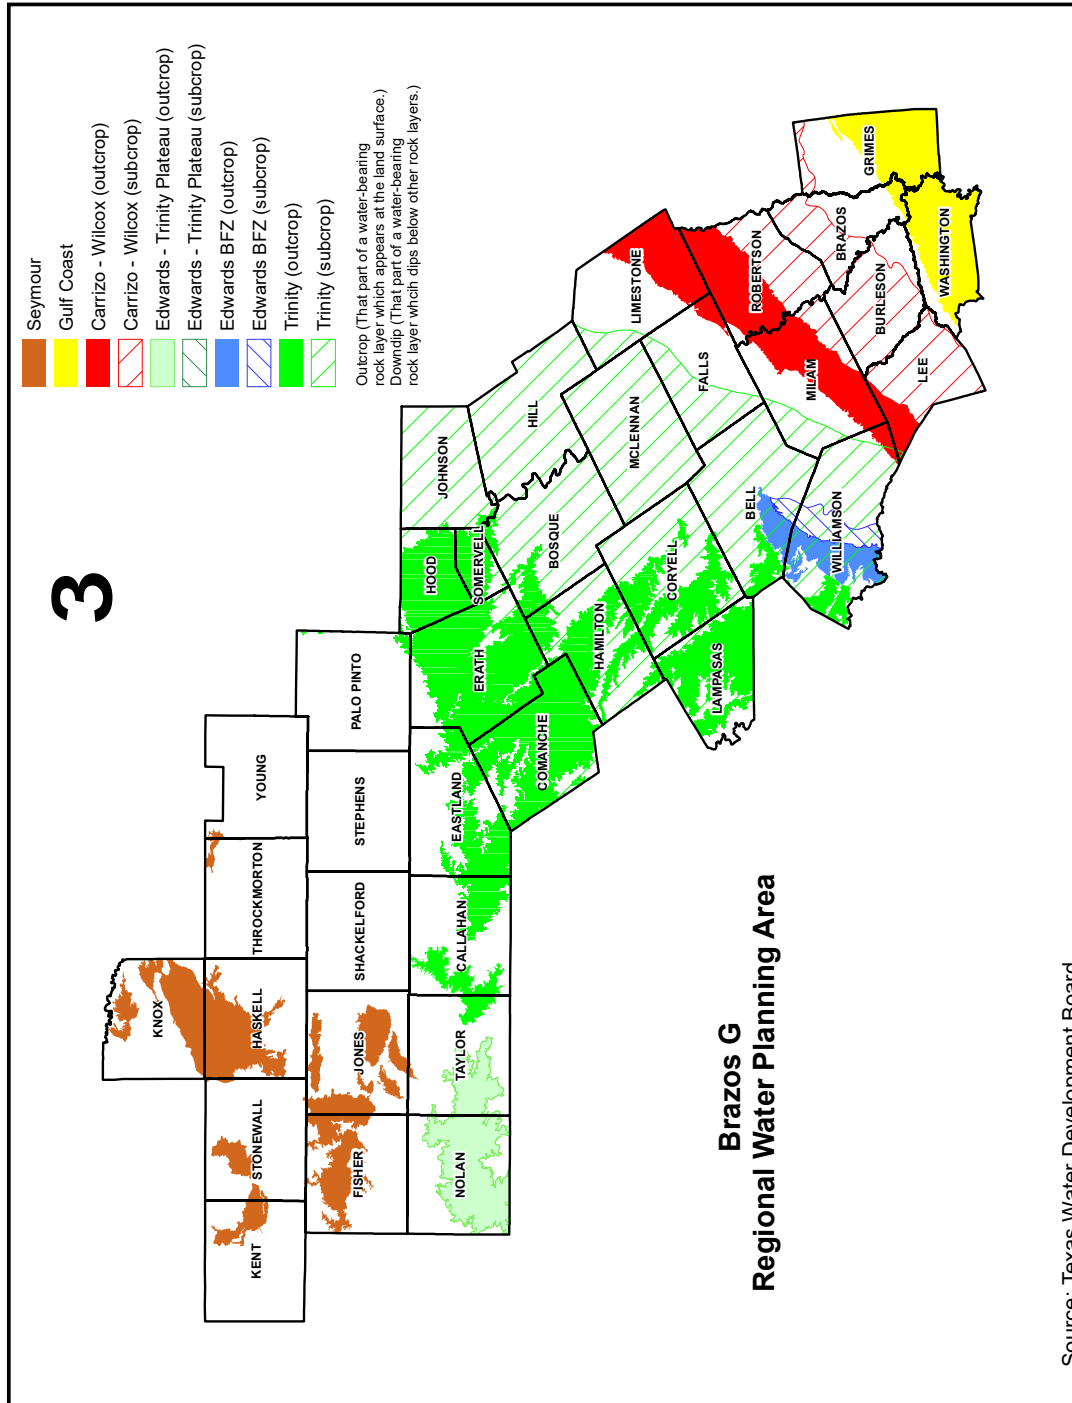 3
Seymour
Gulf Coast
Carrizo - Wilcox (outcrop)
Carrizo - Wilcox (subcrop)
Edwards - Trinity Plateau (outcrop)
Edwards - Trinity Plateau (subcrop)
Edwards BFZ (outcrop)
Edwards BFZ (subcrop)
Trinity (outcrop)
Trinity (subcrop)
Outcrop (That part of a water-bearing
rock layer which appears at the land surface.)
Downdip (That part of a water-bearing
rock layer whcih dips below other rock layers.)
KENT
STONEWALL
HASKELL
KNOX
THROCKMORTON
YOUNG
FISHER
JONES
SHACKELFORD
STEPHENS
PALO PINTO
NOLAN
TAYLOR
CALLAHAN
EASTLAND
ERATH
HOOD
SOMERVELL
JOHNSON
COMANCHE
HAMILTON
BOSQUE
HILL
LAMPASAS
CORYELL
MCLENNAN
LIMESTONE
BELL
FALLS
WILLIAMSON
MILAM
ROBERTSON
LEE
BURLESON
BRAZOS
GRIMES
WASHINGTON
Brazos G
Regional Water Planning Area
Source: Texas Water Development Board